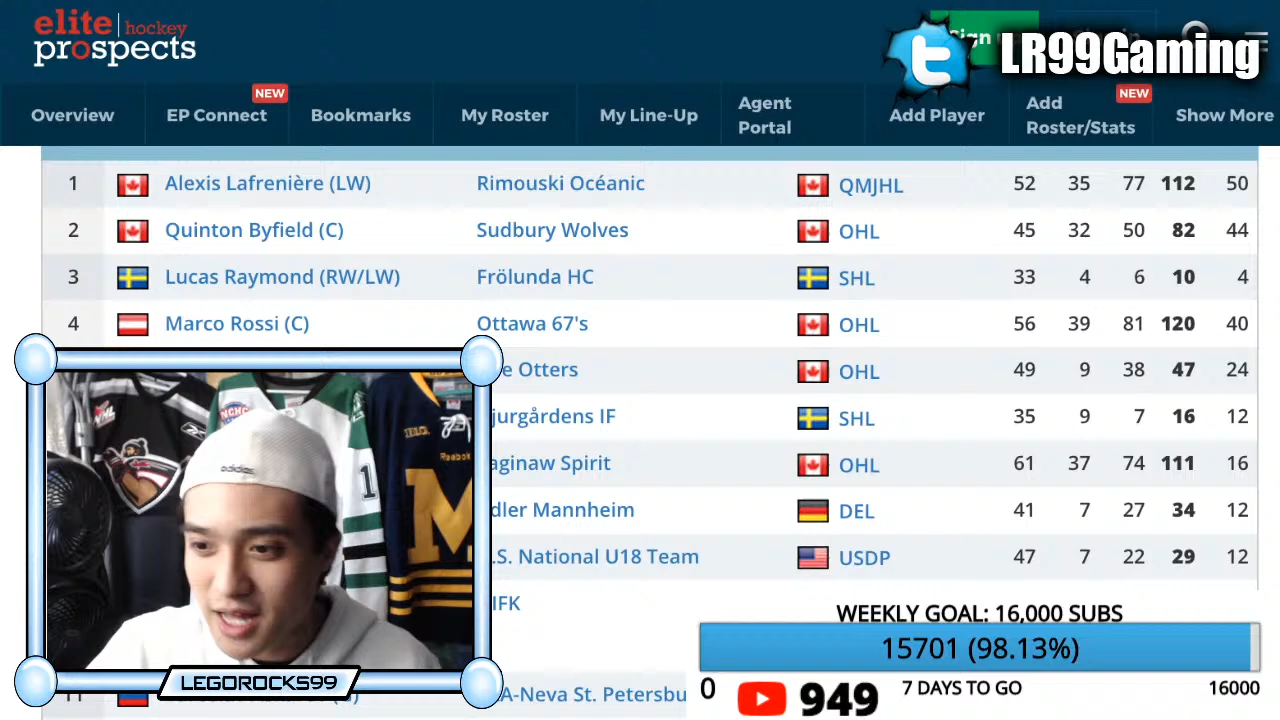 elite hockey prospects
Sign
LR99Gaming
NEW
NEW
Overview EP Connect Bookmarks My Roster My Line-Up Agent Portal Add Player Add Roster/Stats Show More
1 Alexis Lafrenière (LW) Rimouski Océanic QMJHL 52 35 77 112 50
2 Quinton Byfield (C) Sudbury Wolves OHL 45 32 50 82 44
3 Lucas Raymond (RW/LW) Frölunda HC SHL 33 4 6 10 4
4 Marco Rossi (C) Ottawa 67's OHL 56 39 81 120 40
e Otters OHL 49 9 38 47 24
jurgårdens IF SHL 35 9 7 16 12
aginaw Spirit OHL 61 37 74 111 16
dler Mannheim DEL 41 7 27 34 12
.S. National U18 Team USDP 47 7 22 29 12
IFK
WHL
NCHC
Reebok
adidas
1
M
LEGOROCKS99
A-Neva St. Petersbu
WEEKLY GOAL: 16,000 SUBS
15701 (98.13%)
0 7 DAYS TO GO 16000
949